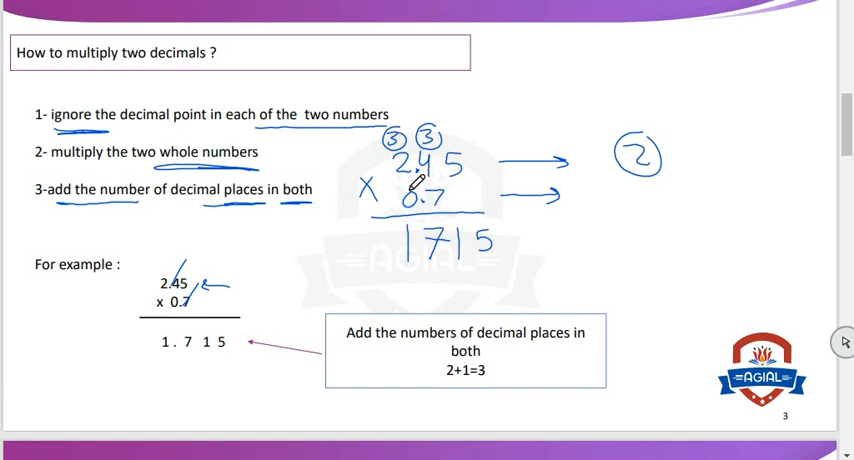 How to multiply two decimals ?
1- ignore the decimal point in each of the two numbers
2- multiply the two whole numbers
3-add the number of decimal places in both
3 3
2.45
2
x 0.7
1715
For example :
2.45
x 0.7
1 . 7 1 5
Add the numbers of decimal places in
both
2+1=3
=AGIAL=
=AGIAL=
3